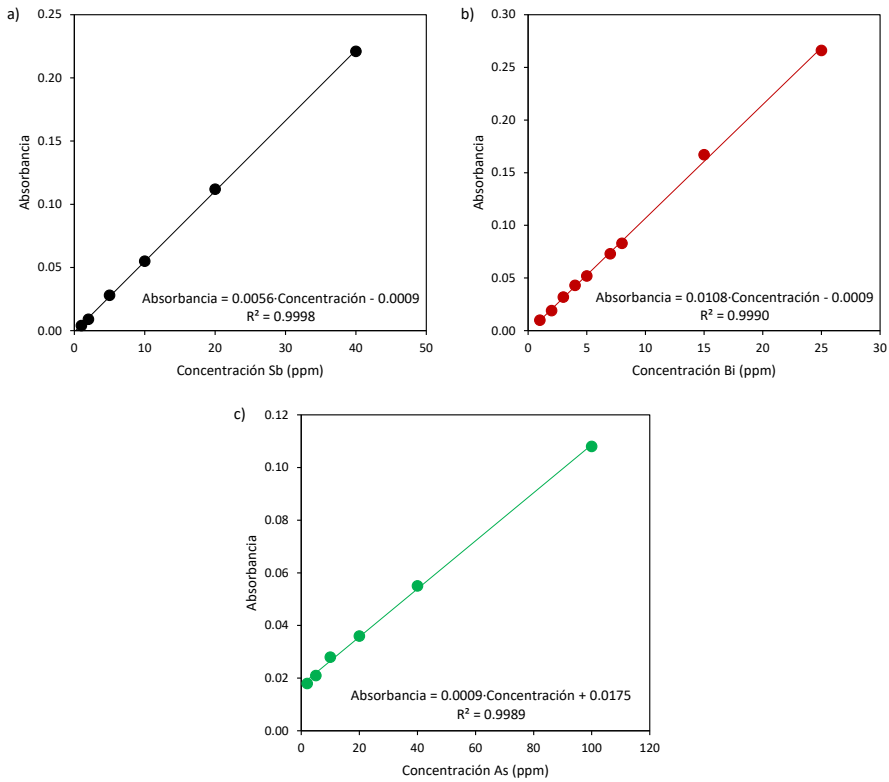 a)
0.25
0.20
0.15
0.10
0.05
0.00
Absorbancia
Absorbancia = 0.0056·Concentración - 0.0009
R² = 0.9998
0 10 20 30 40 50
Concentración Sb (ppm)
b)
0.30
0.25
0.20
0.15
0.10
0.05
0.00
Absorbancia
Absorbancia = 0.0108·Concentración - 0.0009
R² = 0.9990
0 5 10 15 20 25 30
Concentración Bi (ppm)
c)
0.12
0.10
0.08
0.06
0.04
0.02
0.00
Absorbancia
Absorbancia = 0.0009·Concentración + 0.0175
R² = 0.9989
0 20 40 60 80 100 120
Concentración As (ppm)